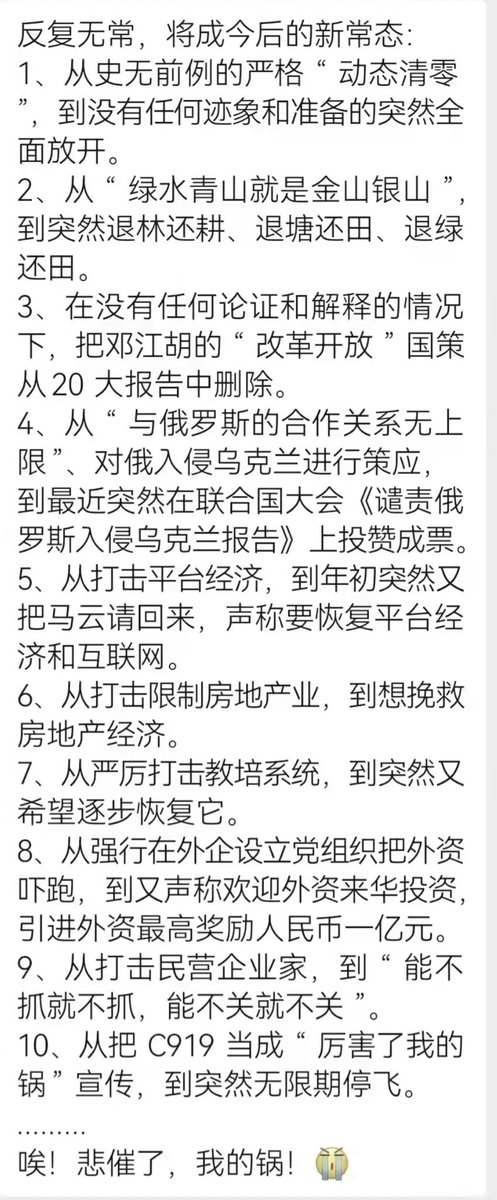 反复无常，将成今后的新常态：
1、从史无前例的严格“动态清零
”，到没有任何迹象和准备的突然全
面放开。
2、从“绿水青山就是金山银山”，
到突然退林还耕、退塘还田、退绿
还田。
3、在没有任何论证和解释的情况
下，把邓江胡的“改革开放”国策
从20 大报告中删除。
4、从“与俄罗斯的合作关系无上
限”、对俄入侵乌克兰进行策应，
到最近突然在联合国大会《谴责俄
罗斯入侵乌克兰报告》上投赞成票。
5、从打击平台经济，到年初突然又
把马云请回来，声称要恢复平台经
济和互联网。
6、从打击限制房地产业，到想挽救
房地产经济。
7、从严厉打击教培系统，到突然又
希望逐步恢复它。
8、从强行在外企设立党组织把外资
吓跑，到又声称欢迎外资来华投资，
引进外资最高奖励人民币一亿元。
9、从打击民营企业家，到“能不
抓就不抓，能不关就不关”。
10、从把 C919 当成“厉害了我的
锅”宣传，到突然无限期停飞。
………
唉！悲催了，我的锅！😭